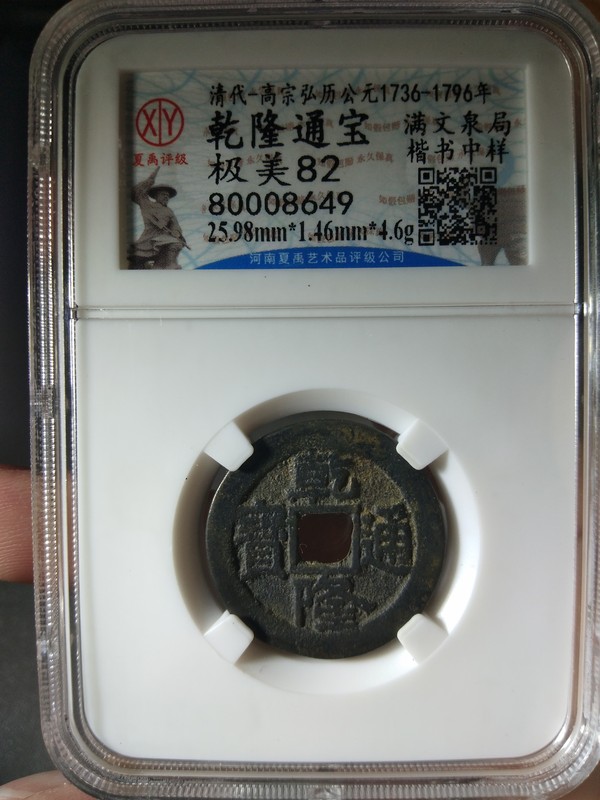 清代-高宗弘历公元1736-1796年
XY
夏禹评级
乾隆通宝
满文泉局
楷书中样
极美82
80008649
25.98mm*1.46mm*4.6g
河南夏禹艺术品评级公司
乾
隆
通
寶